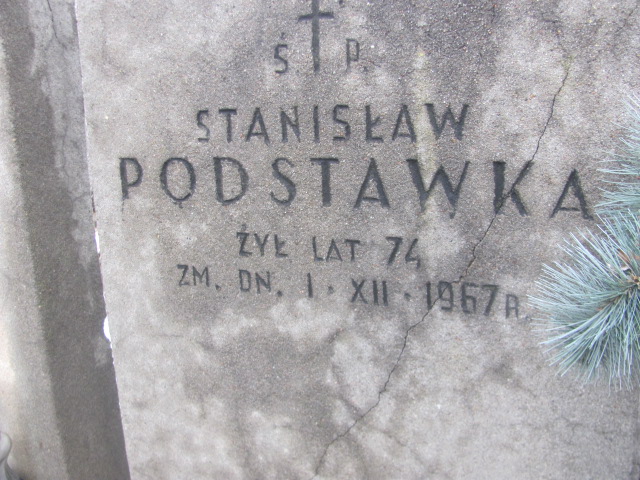 Ś. P.
STANISŁAW
PODSTAWKA
ŻYŁ LAT 74
ZM. DN. 1 · XII · 1967 R.